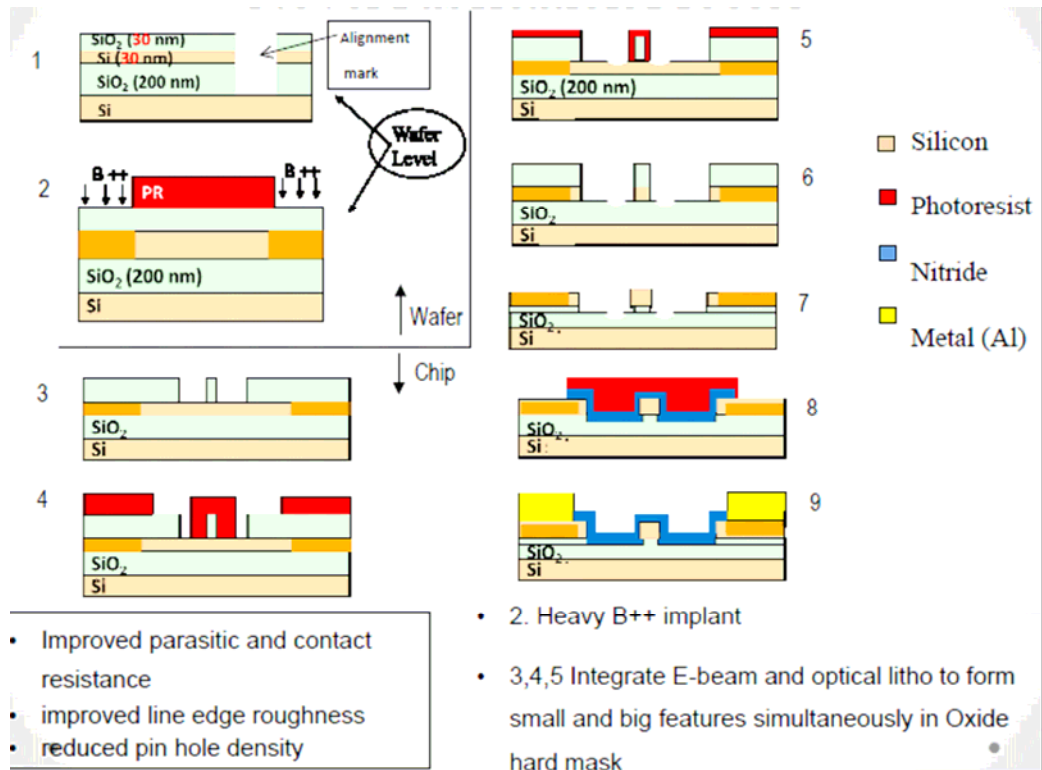 1
SiO2 (30 nm)
Si (30 nm)
SiO2 (200 nm)
Si
Alignment
mark
Wafer
Level
2
B ++
PR
B ++
SiO2 (200 nm)
Si
Wafer
Chip
3
SiO2
Si
4
SiO2
Si
5
SiO2 (200 nm)
Si
6
SiO2
Si
7
SiO2.
Si
8
SiO2.
Si
9
SiO2.
Si
Silicon
Photoresist
Nitride
Metal (Al)
• Improved parasitic and contact
resistance
• improved line edge roughness
• reduced pin hole density
• 2. Heavy B++ implant
• 3,4,5 Integrate E-beam and optical litho to form
small and big features simultaneously in Oxide
hard mask